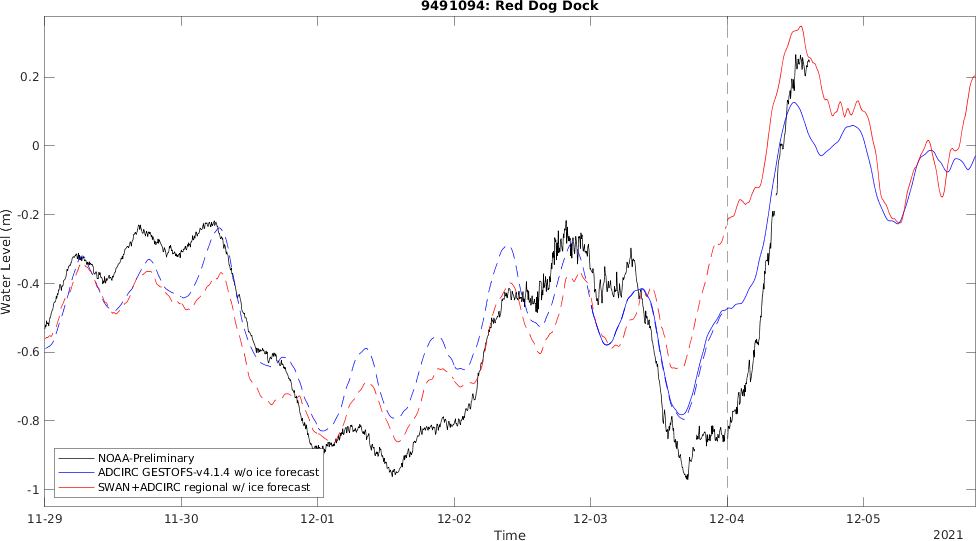 9491094: Red Dog Dock
Water Level (m)
0.2
0
-0.2
-0.4
-0.6
-0.8
-1
NOAA-Preliminary
ADCIRC GESTOFS-v4.1.4 w/o ice forecast
SWAN+ADCIRC regional w/ ice forecast
11-29 11-30 12-01 12-02 12-03 12-04 12-05
Time
2021